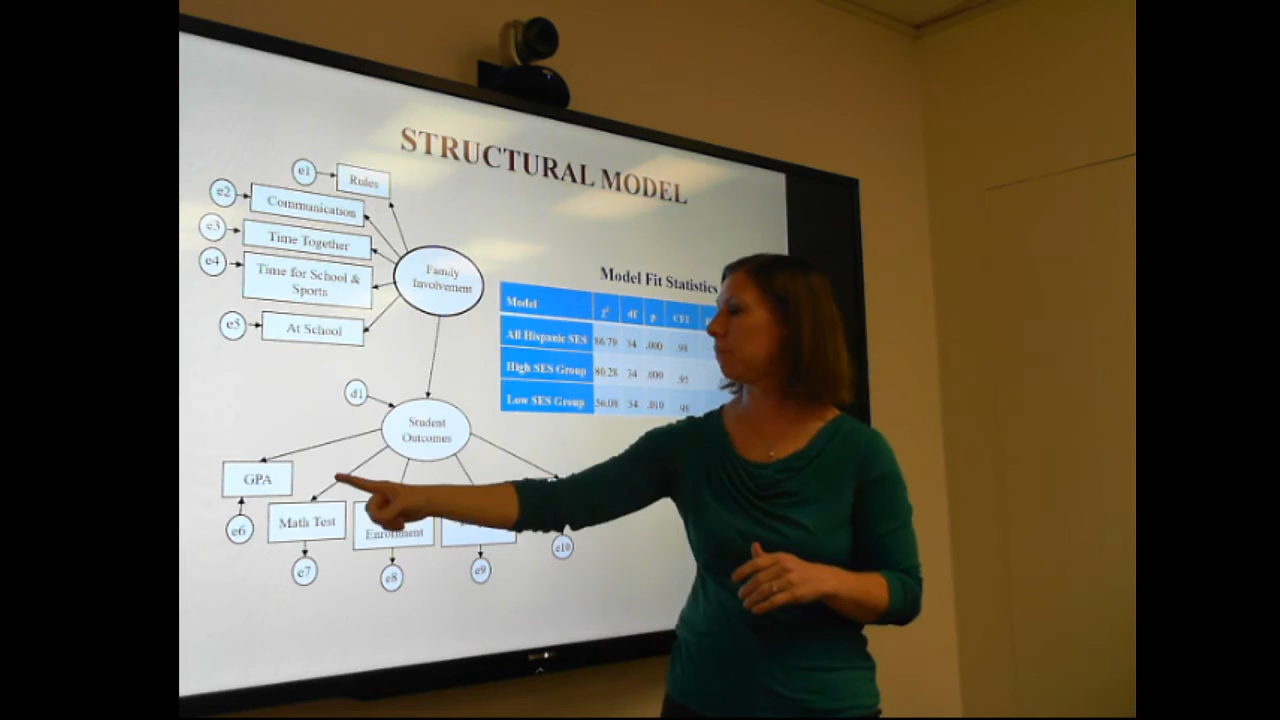 STRUCTURAL MODEL
e1
Rules
e2
Communication
e3
Time Together
e4
Time for School &
Sports
e5
At School
Family
Involvement
Model Fit Statistics
Model χ² df p CFI
All Hispanic SES 86.79 34 .000 .98
High SES Group 80.28 34 .000 .95
Low SES Group 56.08 34 .010 .98
d1
Student
Outcomes
GPA
Math Test
Enrollment
e6
e7
e8
e9
e10